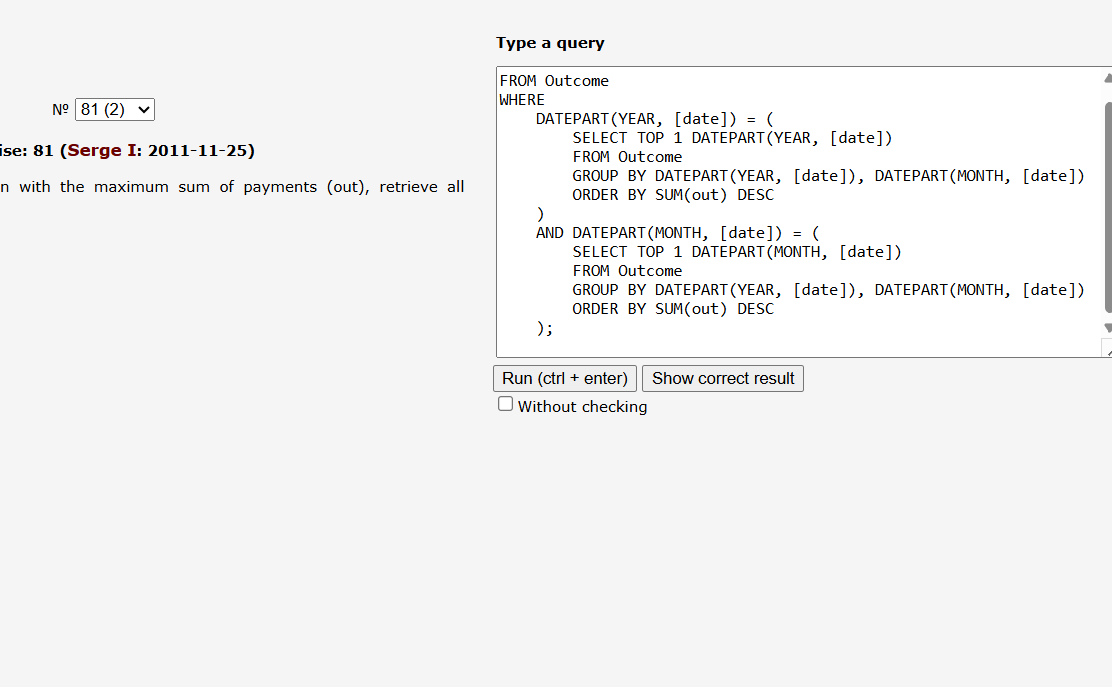 Type a query
№ 81 (2)
ise: 81 (Serge I: 2011-11-25)
n with the maximum sum of payments (out), retrieve all
FROM Outcome
WHERE
    DATEPART(YEAR, [date]) = (
        SELECT TOP 1 DATEPART(YEAR, [date])
        FROM Outcome
        GROUP BY DATEPART(YEAR, [date]), DATEPART(MONTH, [date])
        ORDER BY SUM(out) DESC
    )
    AND DATEPART(MONTH, [date]) = (
        SELECT TOP 1 DATEPART(MONTH, [date])
        FROM Outcome
        GROUP BY DATEPART(YEAR, [date]), DATEPART(MONTH, [date])
        ORDER BY SUM(out) DESC
    );
Run (ctrl + enter) Show correct result
Without checking